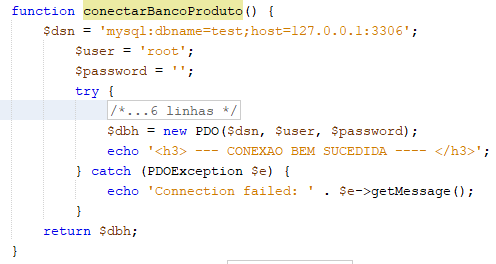 function conectarBancoProduto() {
$dsn = 'mysql:dbname=test;host=127.0.0.1:3306';
$user = 'root';
$password = '';
try {
/*...6 linhas */
$dbh = new PDO($dsn, $user, $password);
echo '<h3> --- CONEXAO BEM SUCEDIDA ---- </h3>';
} catch (PDOException $e) {
echo 'Connection failed: ' . $e->getMessage();
}
return $dbh;
}